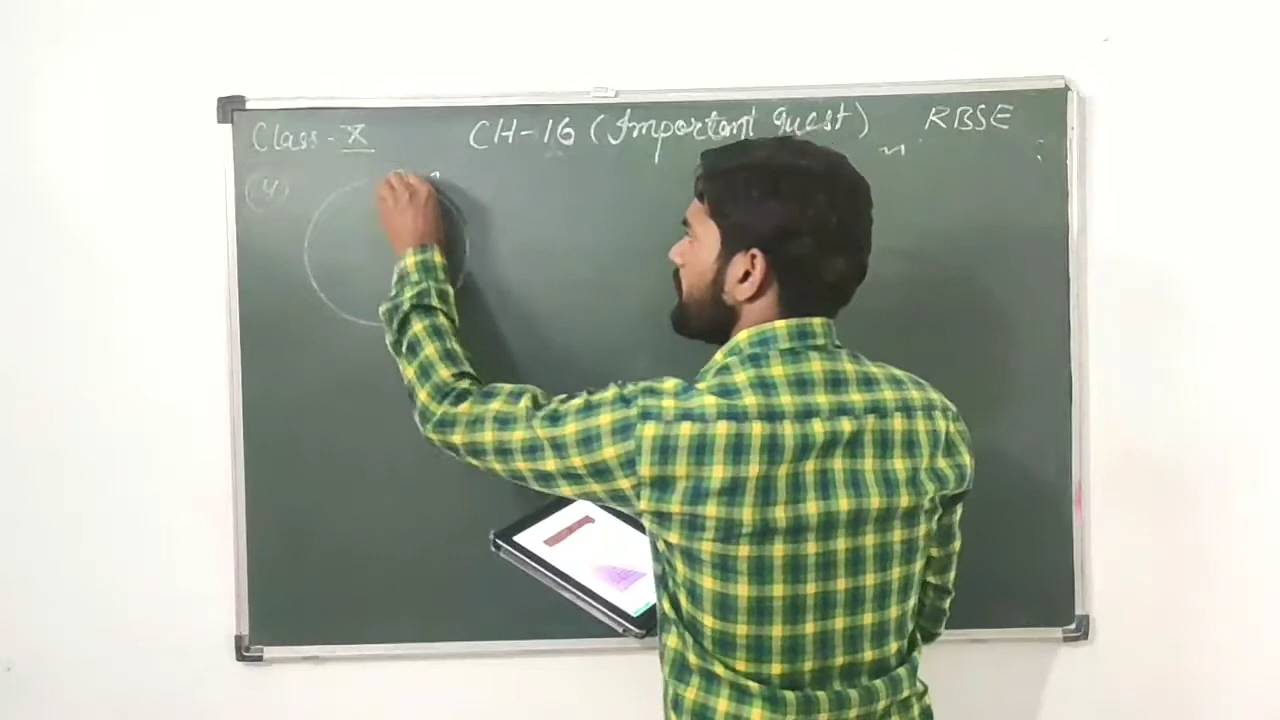 Class - X CH-16 (Important Quest) RBSE
(4)